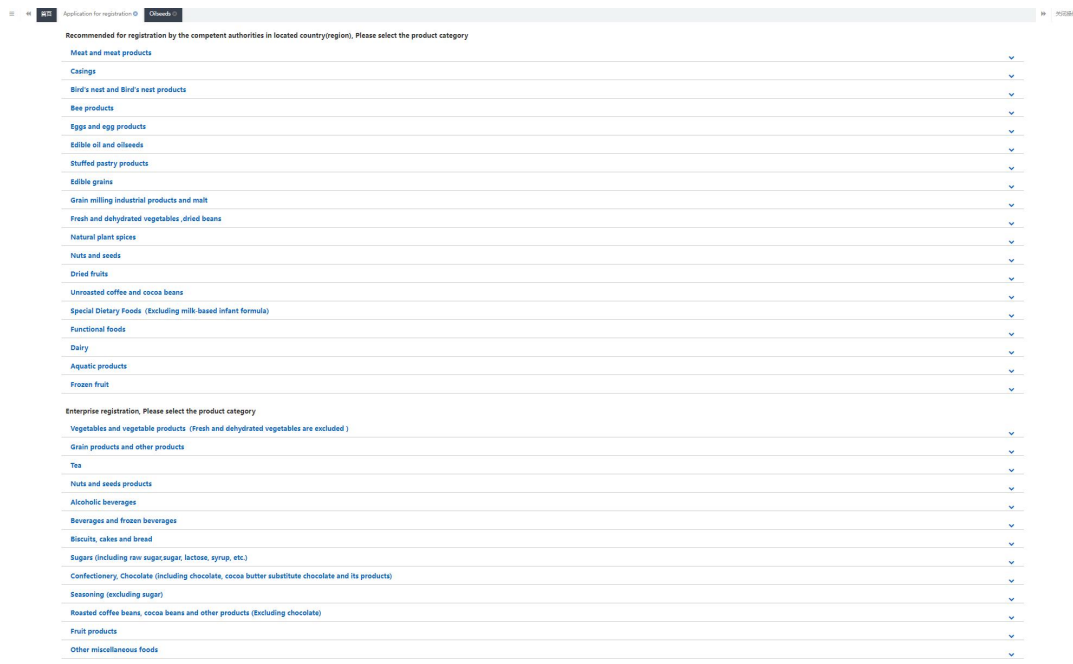 首页 Application for registration Oilseeds
Recommended for registration by the competent authorities in located country(region), Please select the product category
Meat and meat products
Casings
Bird's nest and Bird's nest products
Bee products
Eggs and egg products
Edible oil and oilseeds
Stuffed pastry products
Edible grains
Grain milling industrial products and malt
Fresh and dehydrated vegetables ,dried beans
Natural plant spices
Nuts and seeds
Dried fruits
Unroasted coffee and cocoa beans
Special Dietary Foods (Excluding milk-based infant formula)
Functional foods
Dairy
Aquatic products
Frozen fruit
Enterprise registration, Please select the product category
Vegetables and vegetable products (Fresh and dehydrated vegetables are excluded )
Grain products and other products
Tea
Nuts and seeds products
Alcoholic beverages
Beverages and frozen beverages
Biscuits, cakes and bread
Sugars (including raw sugar,sugar, lactose, syrup, etc.)
Confectionery, Chocolate (including chocolate, cocoa butter substitute chocolate and its products)
Seasoning (excluding sugar)
Roasted coffee beans, cocoa beans and other products (Excluding chocolate)
Fruit products
Other miscellaneous foods